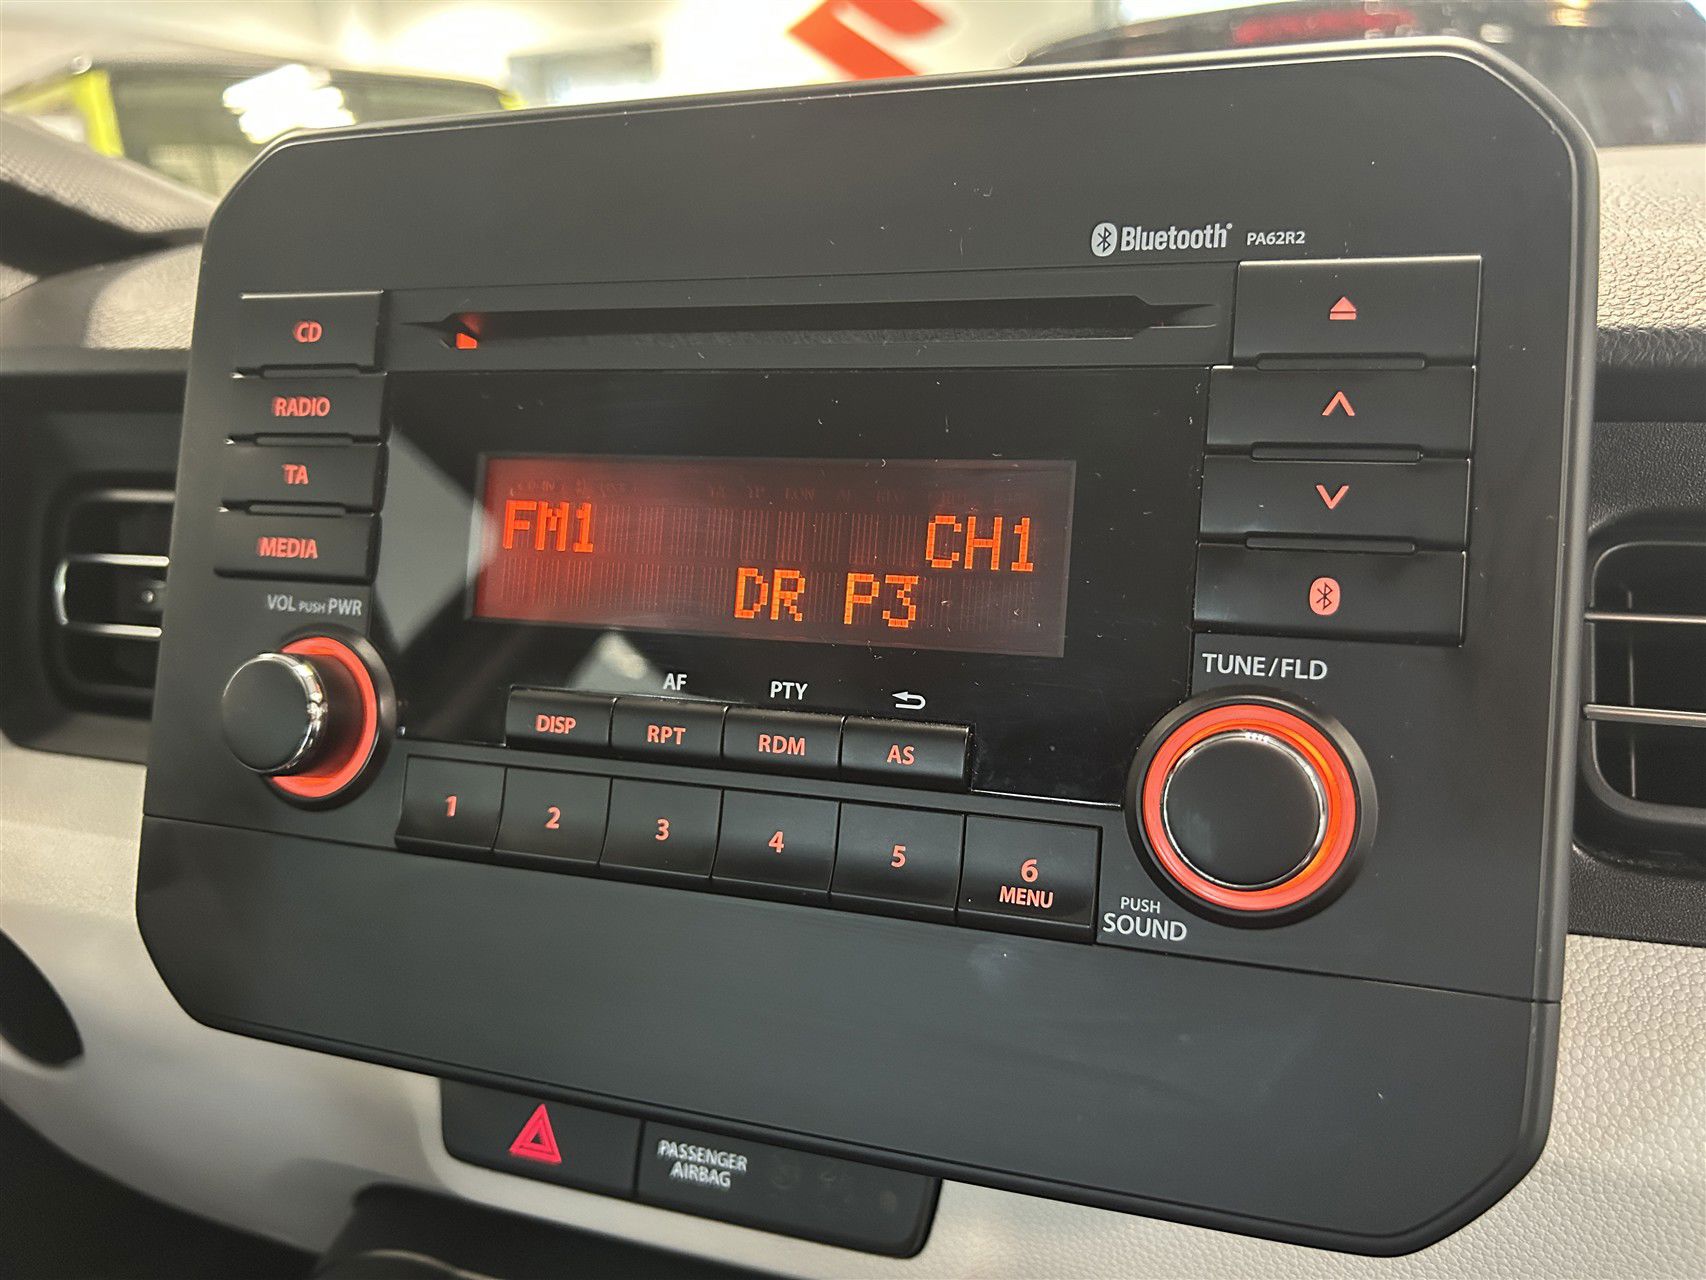 Bluetooth PA62R2
CD
RADIO
TA
MEDIA
FM1
CH1
DR P3
VOL PUSH PWR
TUNE/FLD
AF
PTY
DISP
RPT
RDM
AS
1
2
3
4
5
6
MENU
PUSH
SOUND
PASSENGER
AIRBAG